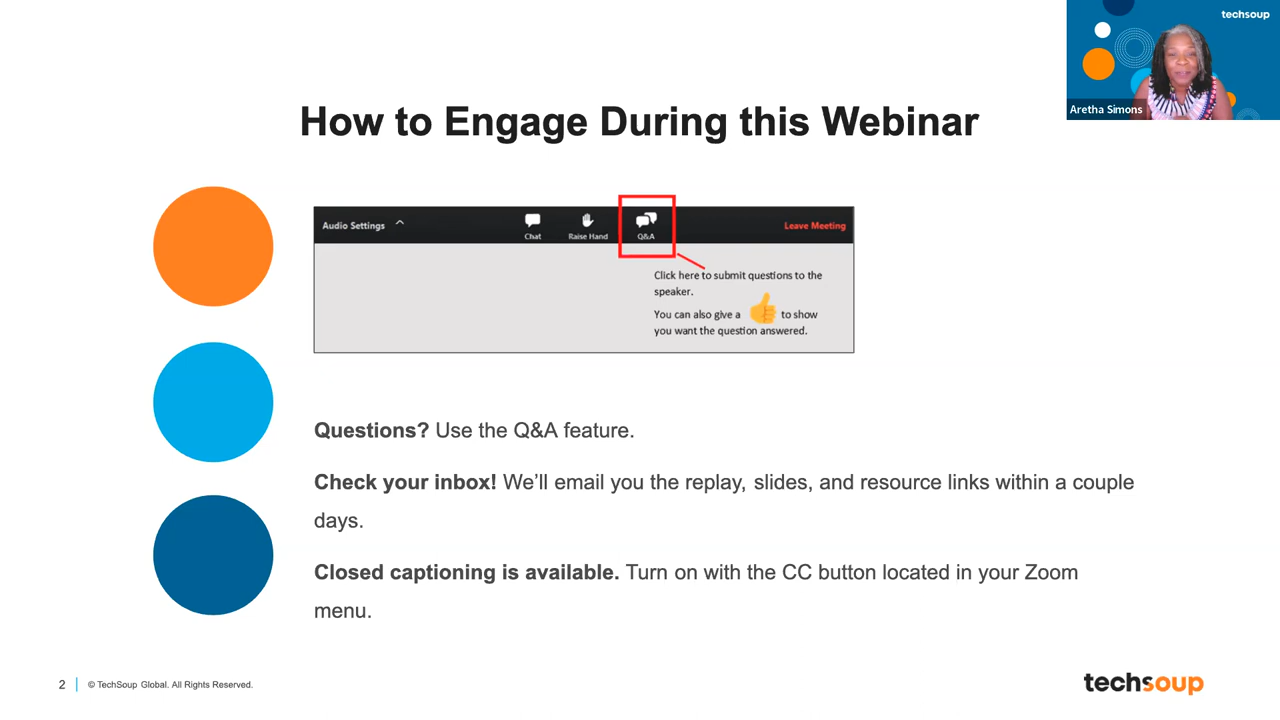 techsoup
Aretha Simons
How to Engage During this Webinar
Audio Settings
Chat
Raise Hand
Q&A
Leave Meeting
Click here to submit questions to the
speaker.
You can also give a to show
you want the question answered.
Questions? Use the Q&A feature.
Check your inbox! We’ll email you the replay, slides, and resource links within a couple
days.
Closed captioning is available. Turn on with the CC button located in your Zoom
menu.
2
© TechSoup Global. All Rights Reserved.
techsoup